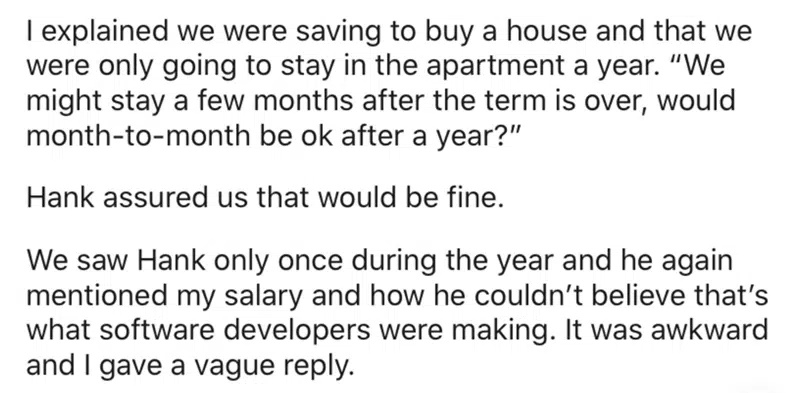 I explained we were saving to buy a house and that we
were only going to stay in the apartment a year. “We
might stay a few months after the term is over, would
month-to-month be ok after a year?”
Hank assured us that would be fine.
We saw Hank only once during the year and he again
mentioned my salary and how he couldn’t believe that’s
what software developers were making. It was awkward
and I gave a vague reply.